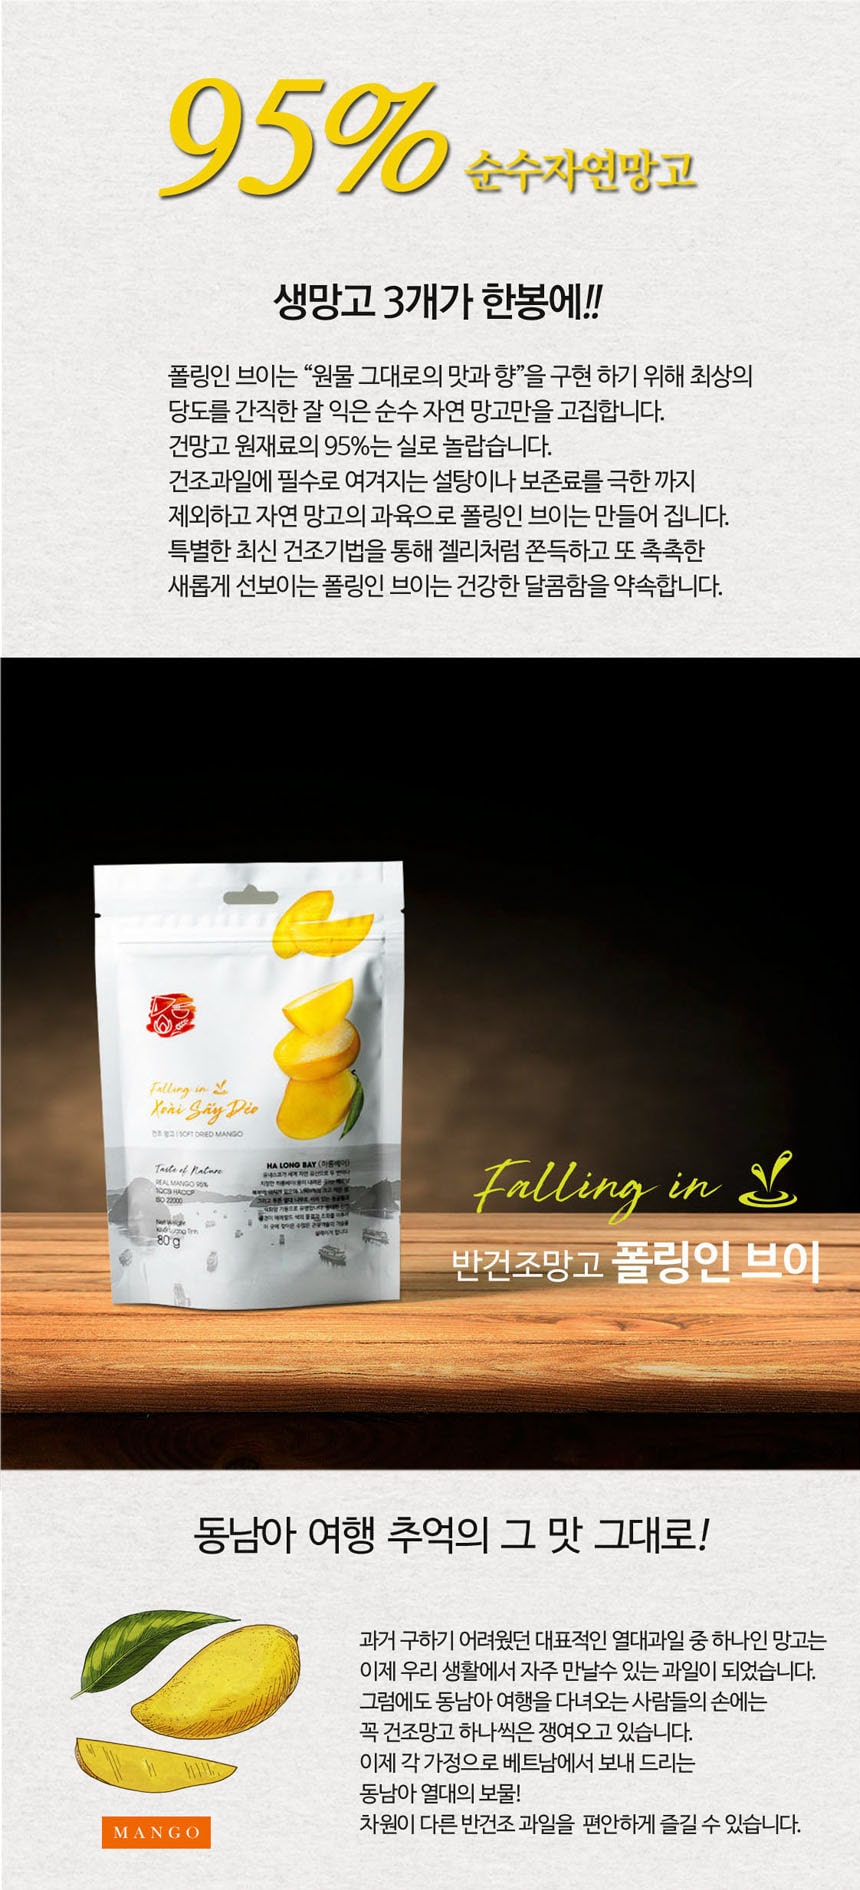 95% 순수자연망고
생망고 3개가 한봉에!!
폴링인 브이는 “원물 그대로의 맛과 향”을 구현 하기 위해 최상의
당도를 간직한 잘 익은 순수 자연 망고만을 고집합니다.
건망고 원재료의 95%는 실로 놀랍습니다.
건조과일에 필수로 여겨지는 설탕이나 보존료를 극한 까지
제외하고 자연 망고의 과육으로 폴링인 브이는 만들어 집니다.
특별한 최신 건조기법을 통해 젤리처럼 쫀득하고 또 촉촉한
새롭게 선보이는 폴링인 브이는 건강한 달콤함을 약속합니다.
Falling in
Xoài Sấy Dẻo
건조 망고 | SOFT DRIED MANGO
Taste of Nature
REAL MANGO 95%
HACCP
ISO 22000
Net Weight
Khối Lượng Tịnh
80 g
HA LONG BAY (하롱베이)
유네스코가 세계 자연 유산으로 두 번이나
Falling in
반건조망고 폴링인 브이
동남아 여행 추억의 그 맛 그대로!
과거 구하기 어려웠던 대표적인 열대과일 중 하나인 망고는
이제 우리 생활에서 자주 만날수 있는 과일이 되었습니다.
그럼에도 동남아 여행을 다녀오는 사람들의 손에는
꼭 건조망고 하나씩은 쟁여오고 있습니다.
이제 각 가정으로 베트남에서 보내 드리는
동남아 열대의 보물!
차원이 다른 반건조 과일을 편안하게 즐길 수 있습니다.
MANGO